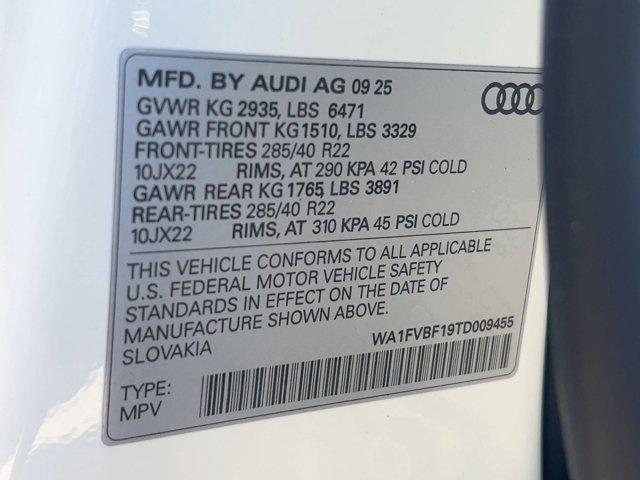 MFD. BY AUDI AG 09 25
GVWR KG 2935, LBS 6471
GAWR FRONT KG 1510, LBS 3329
FRONT-TIRES 285/40 R22
10JX22 RIMS, AT 290 KPA 42 PSI COLD
GAWR REAR KG 1765 LBS 3891
REAR-TIRES 285/40 R22
10JX22 RIMS, AT 310 KPA 45 PSI COLD
THIS VEHICLE CONFORMS TO ALL APPLICABLE
U.S. FEDERAL MOTOR VEHICLE SAFETY
STANDARDS IN EFFECT ON THE DATE OF
MANUFACTURE SHOWN ABOVE.
SLOVAKIA
WA1FVBF19TD009455
TYPE:
MPV